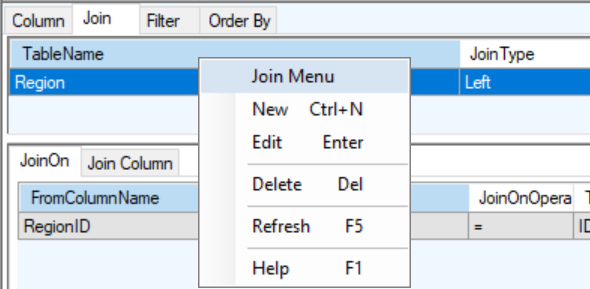 Column Join Filter Order By
TableName JoinType
Region Left
Join Menu
New Ctrl+N
Edit Enter
Delete Del
Refresh F5
Help F1
JoinOn Join Column
FromColumnName JoinOnOpera
RegionID = ID